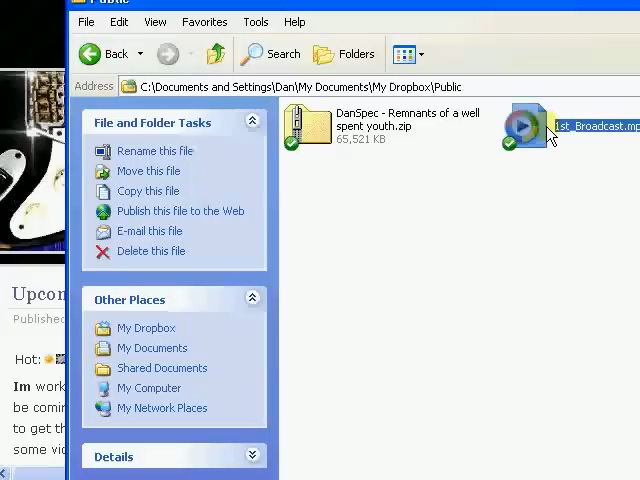 Public
File Edit View Favorites Tools Help
Back Search Folders
Address C:\Documents and Settings\Dan\My Documents\My Dropbox\Public
File and Folder Tasks
Rename this file
Move this file
Copy this file
Publish this file to the Web
E-mail this file
Delete this file
Other Places
My Dropbox
My Documents
Shared Documents
My Computer
My Network Places
Details
DanSpec - Remnants of a well
spent youth.zip
65,521 KB
1st_Broadcast.mp
Upcom
Published
Hot:
Im work
be comin
to get th
some vid